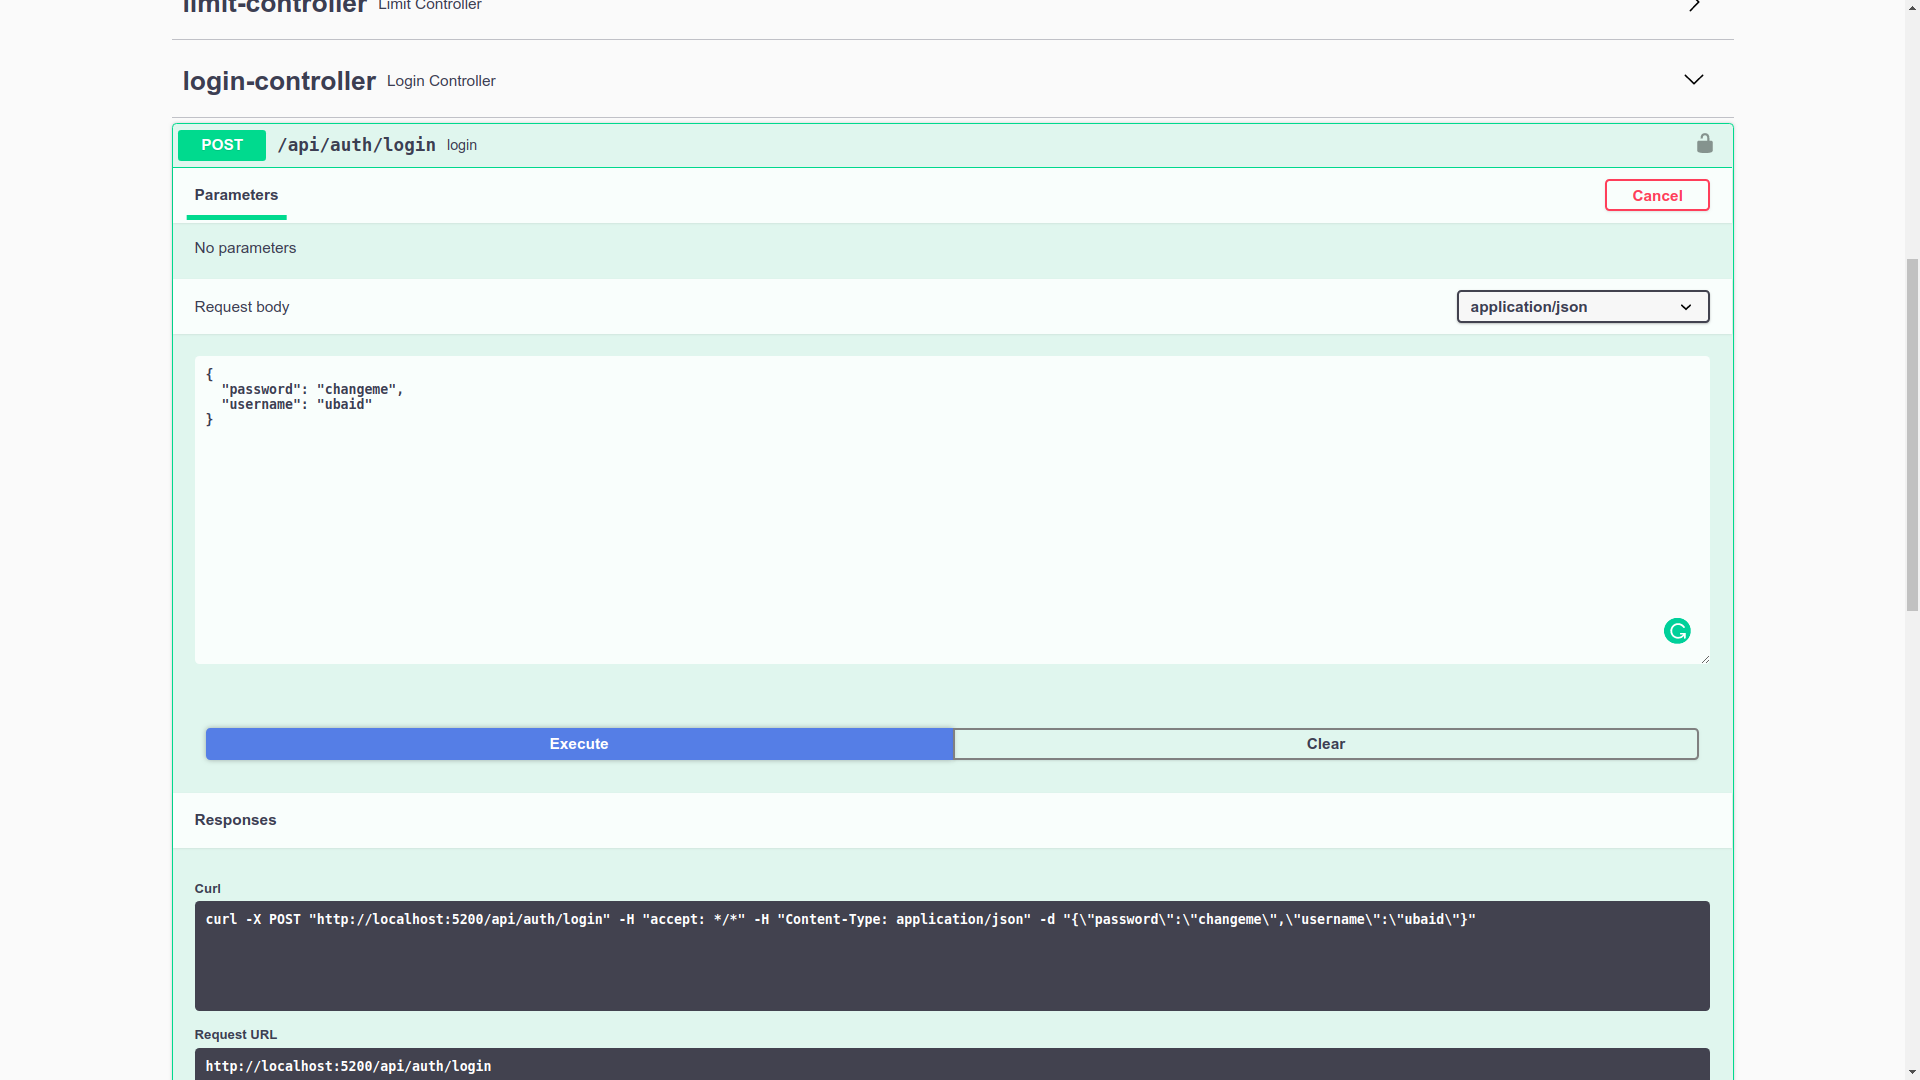 limit-controller Limit Controller
login-controller Login Controller
POST /api/auth/login login
Parameters
Cancel
No parameters
Request body
application/json
{
  "password": "changeme",
  "username": "ubaid"
}
Execute
Clear
Responses
Curl
curl -X POST "http://localhost:5200/api/auth/login" -H "accept: */*" -H "Content-Type: application/json" -d "{\"password\":\"changeme\",\"username\":\"ubaid\"}"
Request URL
http://localhost:5200/api/auth/login